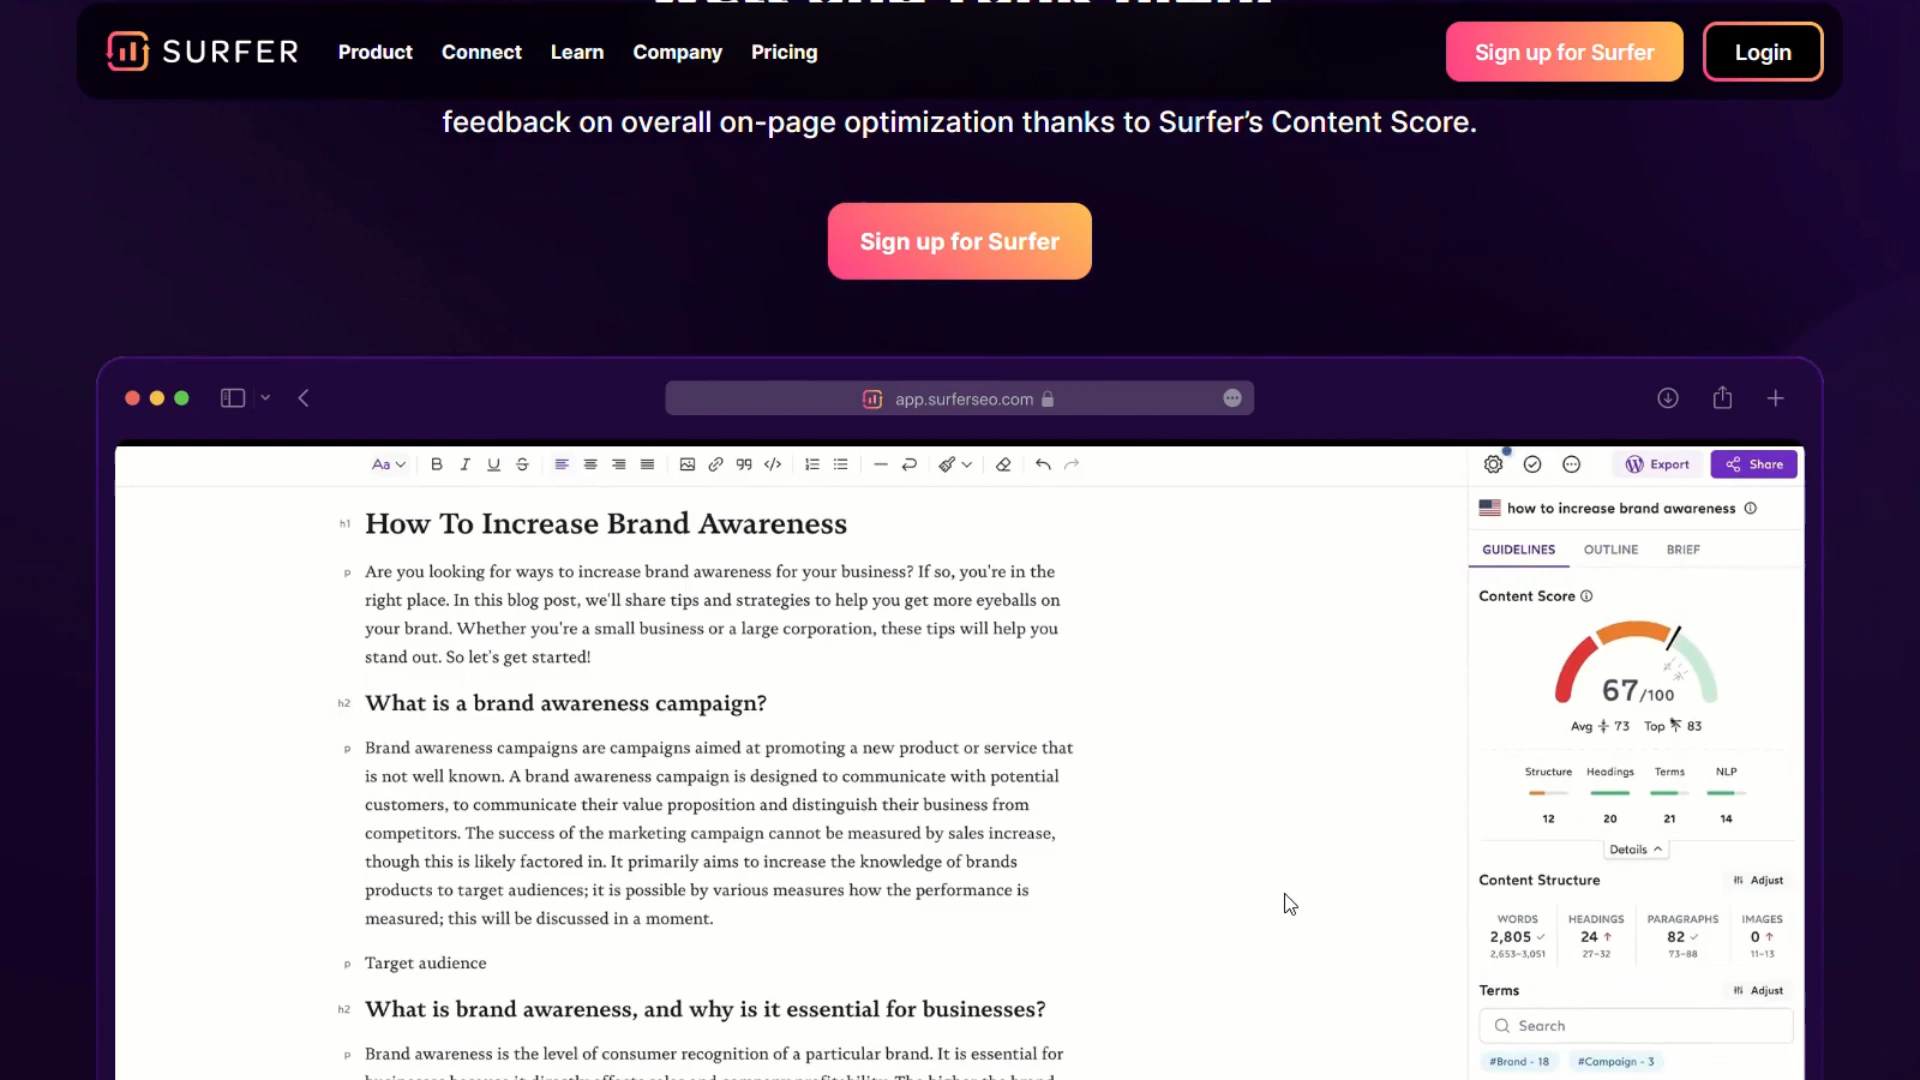 SURFER Product Connect Learn Company Pricing Sign up for Surfer Login
feedback on overall on-page optimization thanks to Surfer's Content Score.
Sign up for Surfer
app.surferseo.com
Aa B I U S Export Share
h1 How To Increase Brand Awareness
p Are you looking for ways to increase brand awareness for your business? If so, you're in the
right place. In this blog post, we'll share tips and strategies to help you get more eyeballs on
your brand. Whether you're a small business or a large corporation, these tips will help you
stand out. So let's get started!
h2 What is a brand awareness campaign?
p Brand awareness campaigns are campaigns aimed at promoting a new product or service that
is not well known. A brand awareness campaign is designed to communicate with potential
customers, to communicate their value proposition and distinguish their business from
competitors. The success of the marketing campaign cannot be measured by sales increase,
though this is likely factored in. It primarily aims to increase the knowledge of brands
products to target audiences; it is possible by various measures how the performance is
measured; this will be discussed in a moment.
p Target audience
h2 What is brand awareness, and why is it essential for businesses?
p Brand awareness is the level of consumer recognition of a particular brand. It is essential for
how to increase brand awareness
GUIDELINES OUTLINE BRIEF
Content Score
67/100
Avg 73 Top 83
Structure Headings Terms NLP
12 20 21 14
Details
Content Structure Adjust
WORDS HEADINGS PARAGRAPHS IMAGES
2,805 24 82 0
2,653-3,051 27-32 73-88 11-13
Terms Adjust
Search
#Brand - 18 #Campaign - 3